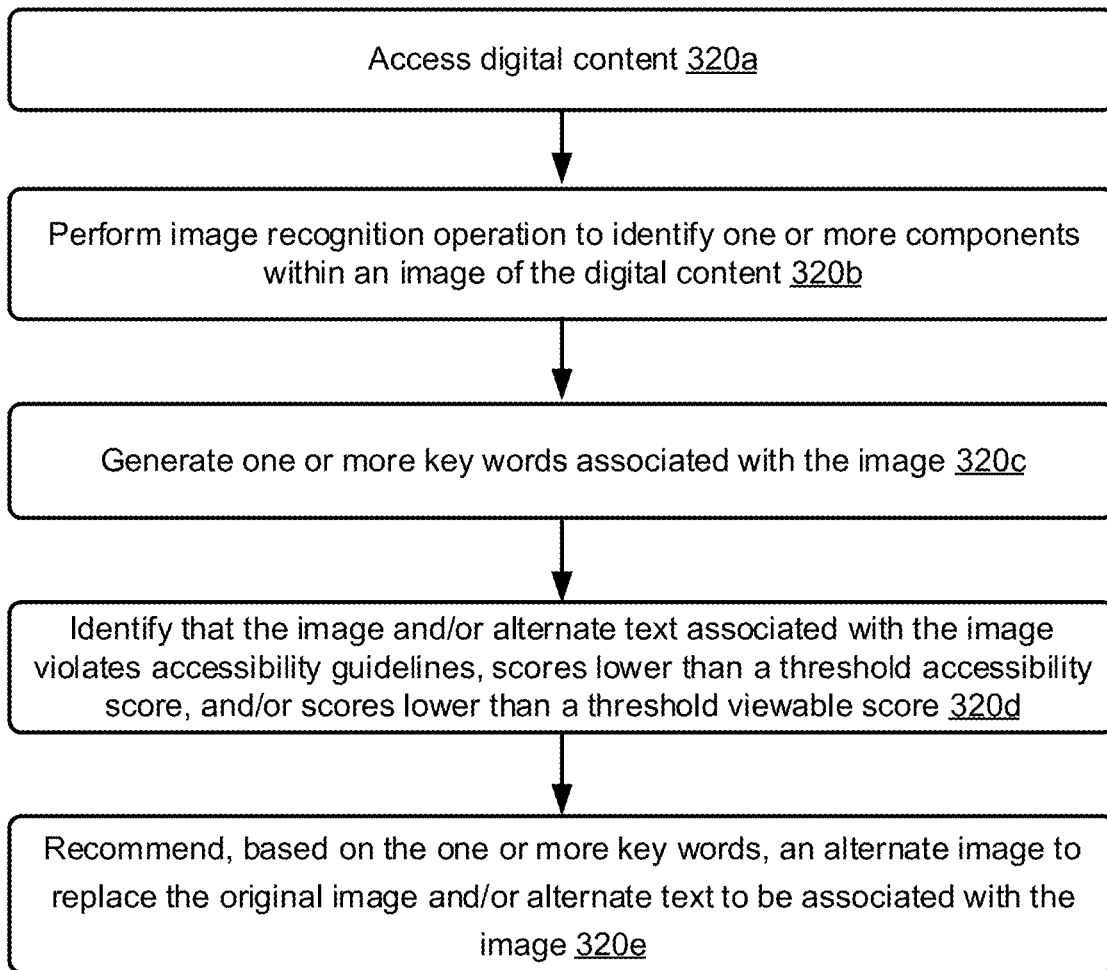 Access digital content 320a
Perform image recognition operation to identify one or more components
within an image of the digital content 320b
Generate one or more key words associated with the image 320c
Identify that the image and/or alternate text associated with the image
violates accessibility guidelines, scores lower than a threshold accessibility
score, and/or scores lower than a threshold viewable score 320d
Recommend, based on the one or more key words, an alternate image to
replace the original image and/or alternate text to be associated with the
image 320e